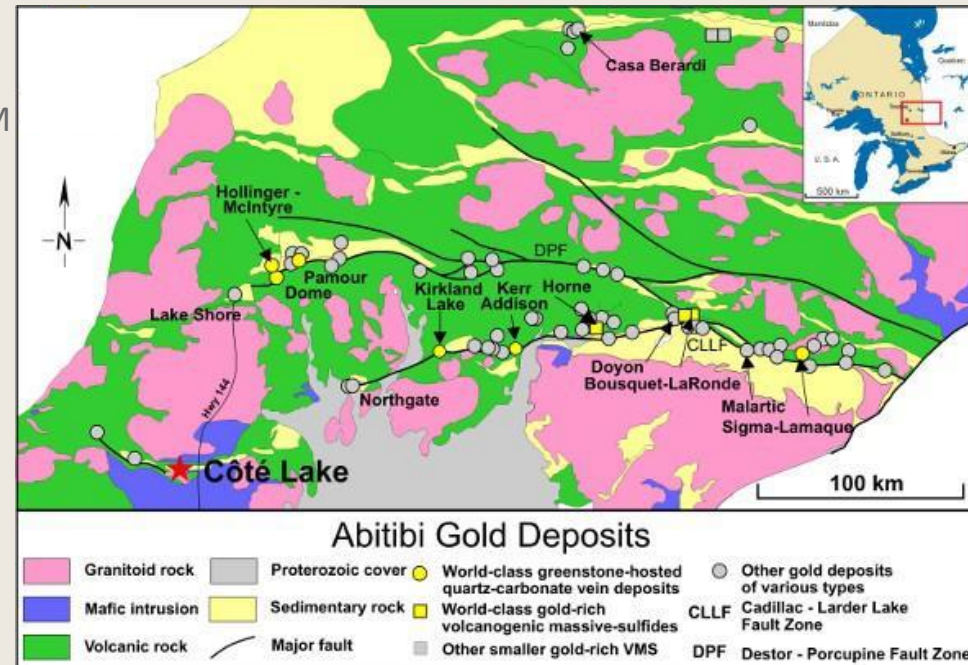 M
Casa Berardi
Manitoba
Quebec
ONTARIO
U.S.A.
500 km
Hollinger -
McIntyre
N
DPF
Pamour
Dome
Kirkland
Lake
Kerr
Addison
Horne
Lake Shore
CLLF
Doyon
Bousquet-LaRonde
Northgate
Malartic
Sigma-Lamaque
Hwy 144
Côté Lake
100 km
Abitibi Gold Deposits
Granitoid rock
Proterozoic cover
World-class greenstone-hosted
quartz-carbonate vein deposits
Other gold deposits
of various types
Mafic intrusion
Sedimentary rock
World-class gold-rich
volcanogenic massive-sulfides
CLLF Cadillac - Larder Lake
Fault Zone
Volcanic rock
Major fault
Other smaller gold-rich VMS
DPF Destor - Porcupine Fault Zone